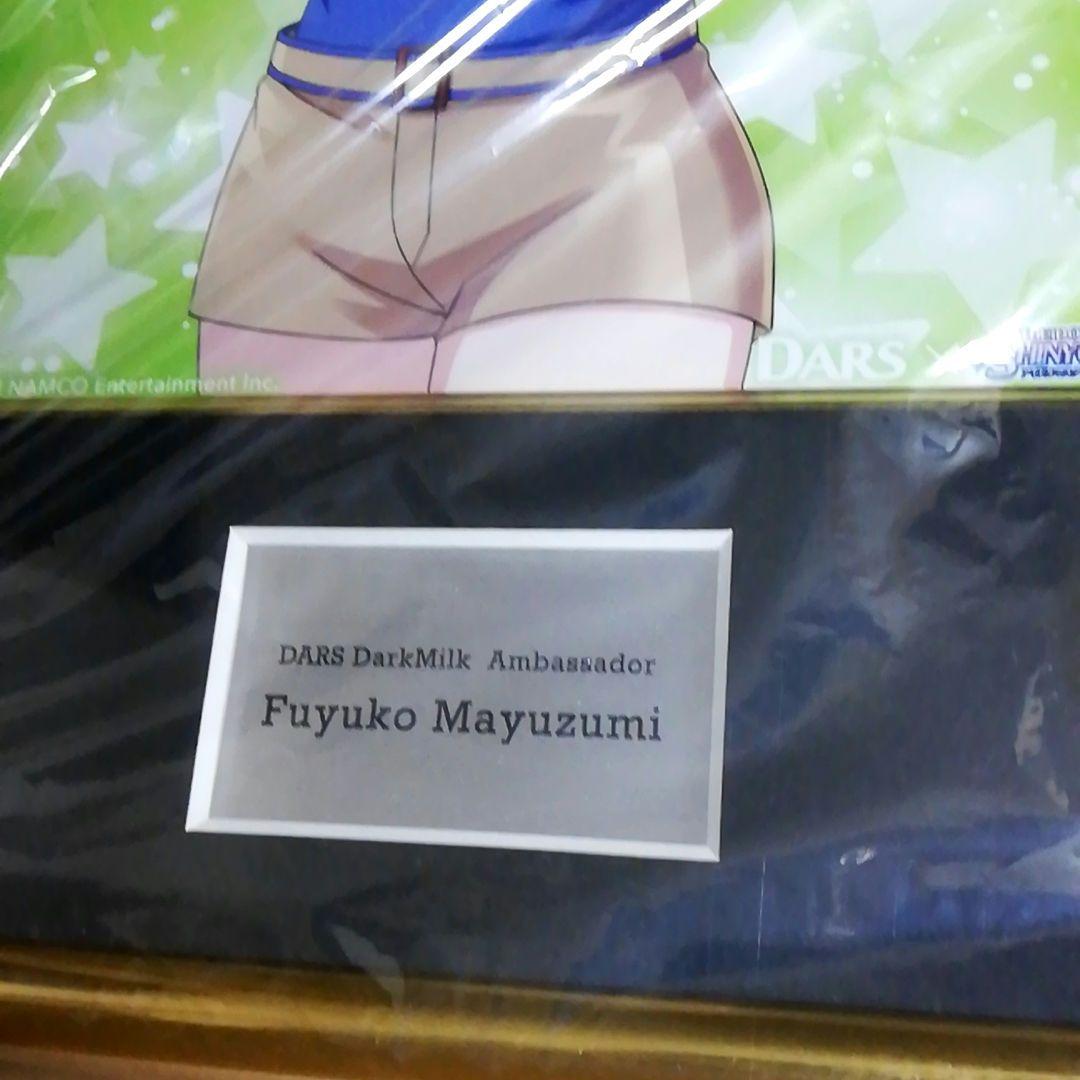 DARS ×
NAMCO Entertainment Inc.
DARS DarkMilk Ambassador
Fuyuko Mayuzumi